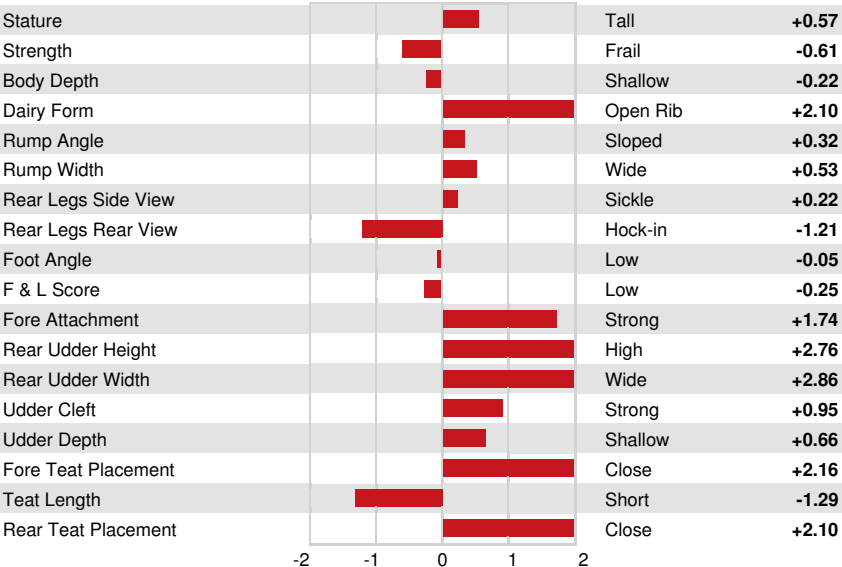 Stature Tall +0.57
Strength Frail -0.61
Body Depth Shallow -0.22
Dairy Form Open Rib +2.10
Rump Angle Sloped +0.32
Rump Width Wide +0.53
Rear Legs Side View Sickle +0.22
Rear Legs Rear View Hock-in -1.21
Foot Angle Low -0.05
F & L Score Low -0.25
Fore Attachment Strong +1.74
Rear Udder Height High +2.76
Rear Udder Width Wide +2.86
Udder Cleft Strong +0.95
Udder Depth Shallow +0.66
Fore Teat Placement Close +2.16
Teat Length Short -1.29
Rear Teat Placement Close +2.10
-2 -1 0 1 2